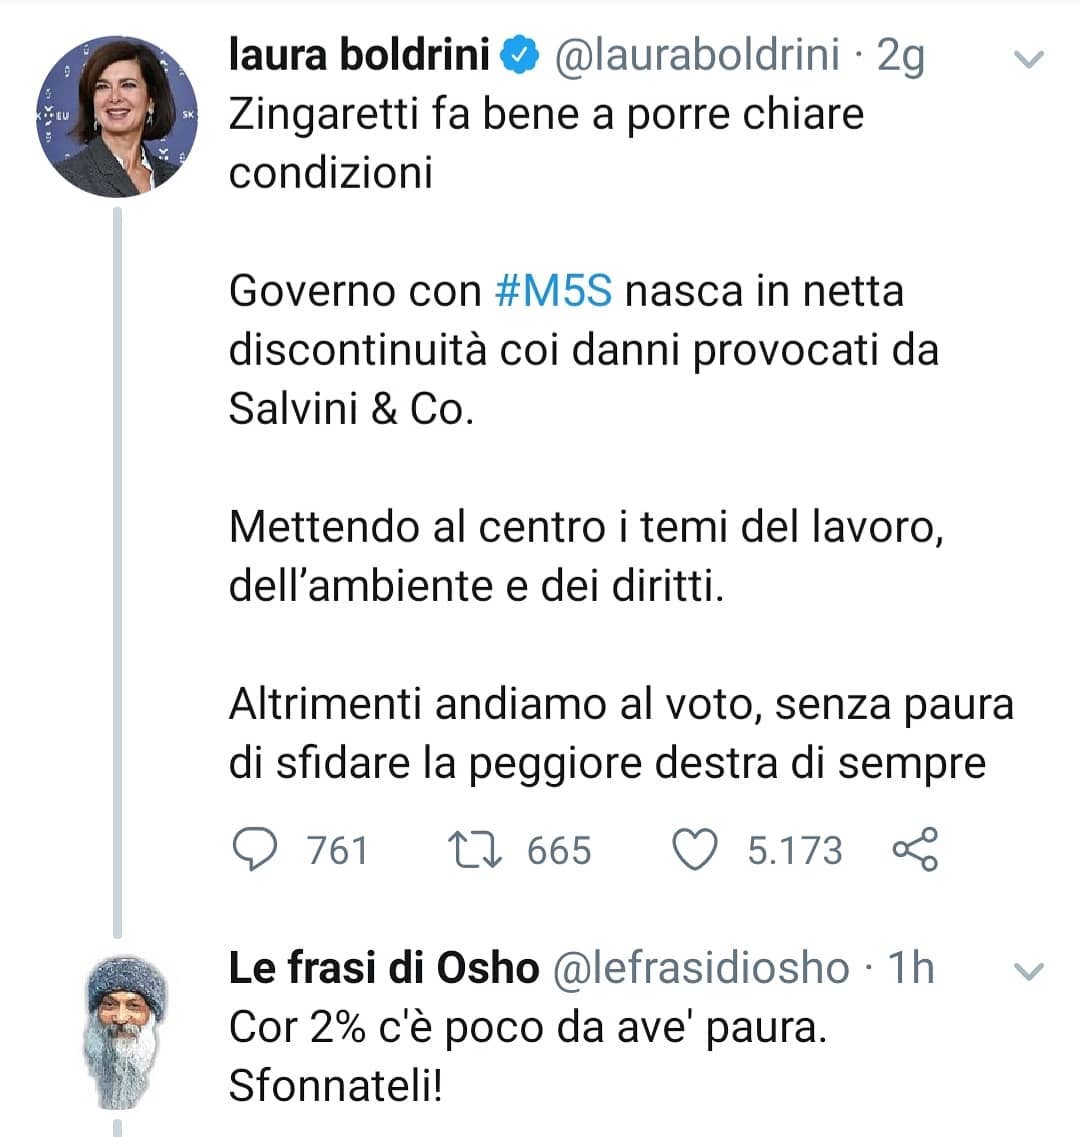 laura boldrini @lauraboldrini · 2g
Zingaretti fa bene a porre chiare
condizioni
Governo con #M5S nasca in netta
discontinuità coi danni provocati da
Salvini & Co.
Mettendo al centro i temi del lavoro,
dell’ambiente e dei diritti.
Altrimenti andiamo al voto, senza paura
di sfidare la peggiore destra di sempre
761 665 5.173
Le frasi di Osho @lefrasidiosho · 1h
Cor 2% c'è poco da ave' paura.
Sfonnateli!